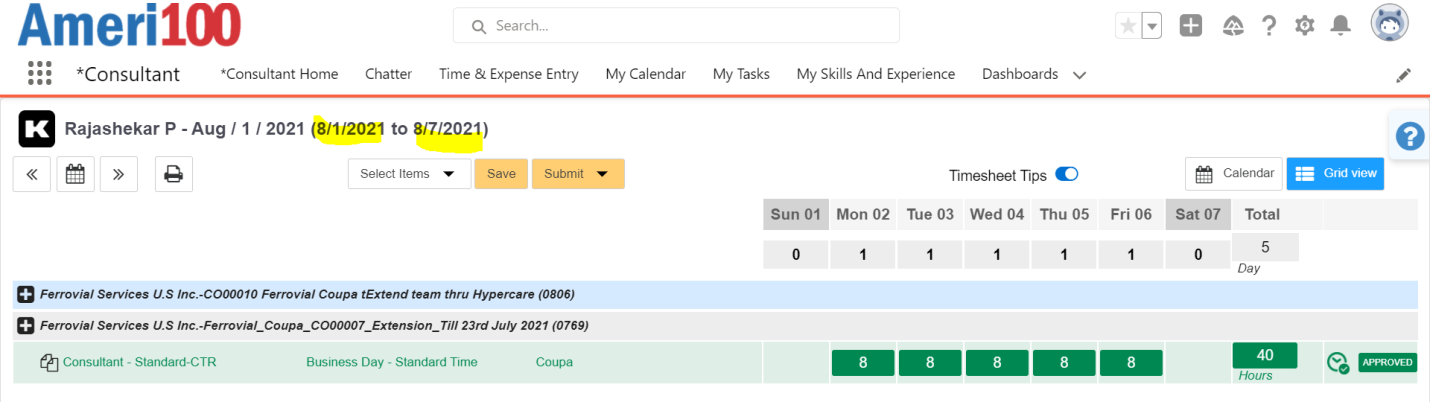 Ameri100
Search...
*Consultant *Consultant Home Chatter Time & Expense Entry My Calendar My Tasks My Skills And Experience Dashboards
K Rajashekar P - Aug / 1 / 2021 (8/1/2021 to 8/7/2021)
Select Items Save Submit Timesheet Tips Calendar Grid view
Sun 01 Mon 02 Tue 03 Wed 04 Thu 05 Fri 06 Sat 07 Total
0 1 1 1 1 1 0 5
Day
Ferrovial Services U.S Inc.-CO00010 Ferrovial Coupa tExtend team thru Hypercare (0806)
Ferrovial Services U.S Inc.-Ferrovial_Coupa_CO00007_Extension_Till 23rd July 2021 (0769)
Consultant - Standard-CTR Business Day - Standard Time Coupa 8 8 8 8 8 40 APPROVED
Hours